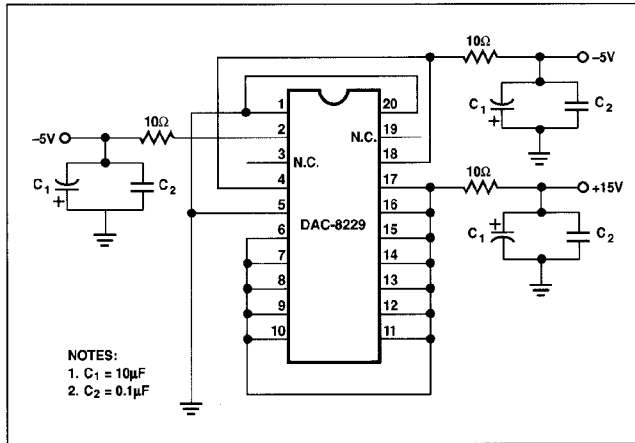 10Ω
–5V
C1
+
C2
1
20
10Ω
–5V
2
N.C.
19
3
N.C.
18
C1
+
C2
4
17
10Ω
+15V
5
16
DAC-8229
6
15
+
C1
C2
7
14
8
13
9
12
10
11
NOTES:
1. C1 = 10µF
2. C2 = 0.1µF